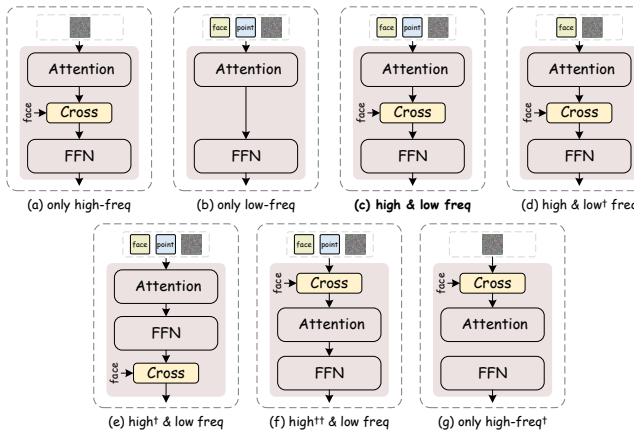 face point face point face
Attention Attention Attention Attention
face Cross face Cross face Cross
FFN FFN FFN FFN
(a) only high-freq (b) only low-freq (c) high & low freq (d) high & low† freq
face point face point
Attention face Cross face Cross
FFN Attention Attention
face Cross FFN FFN
(e) high† & low freq (f) high†† & low freq (g) only high-freq†